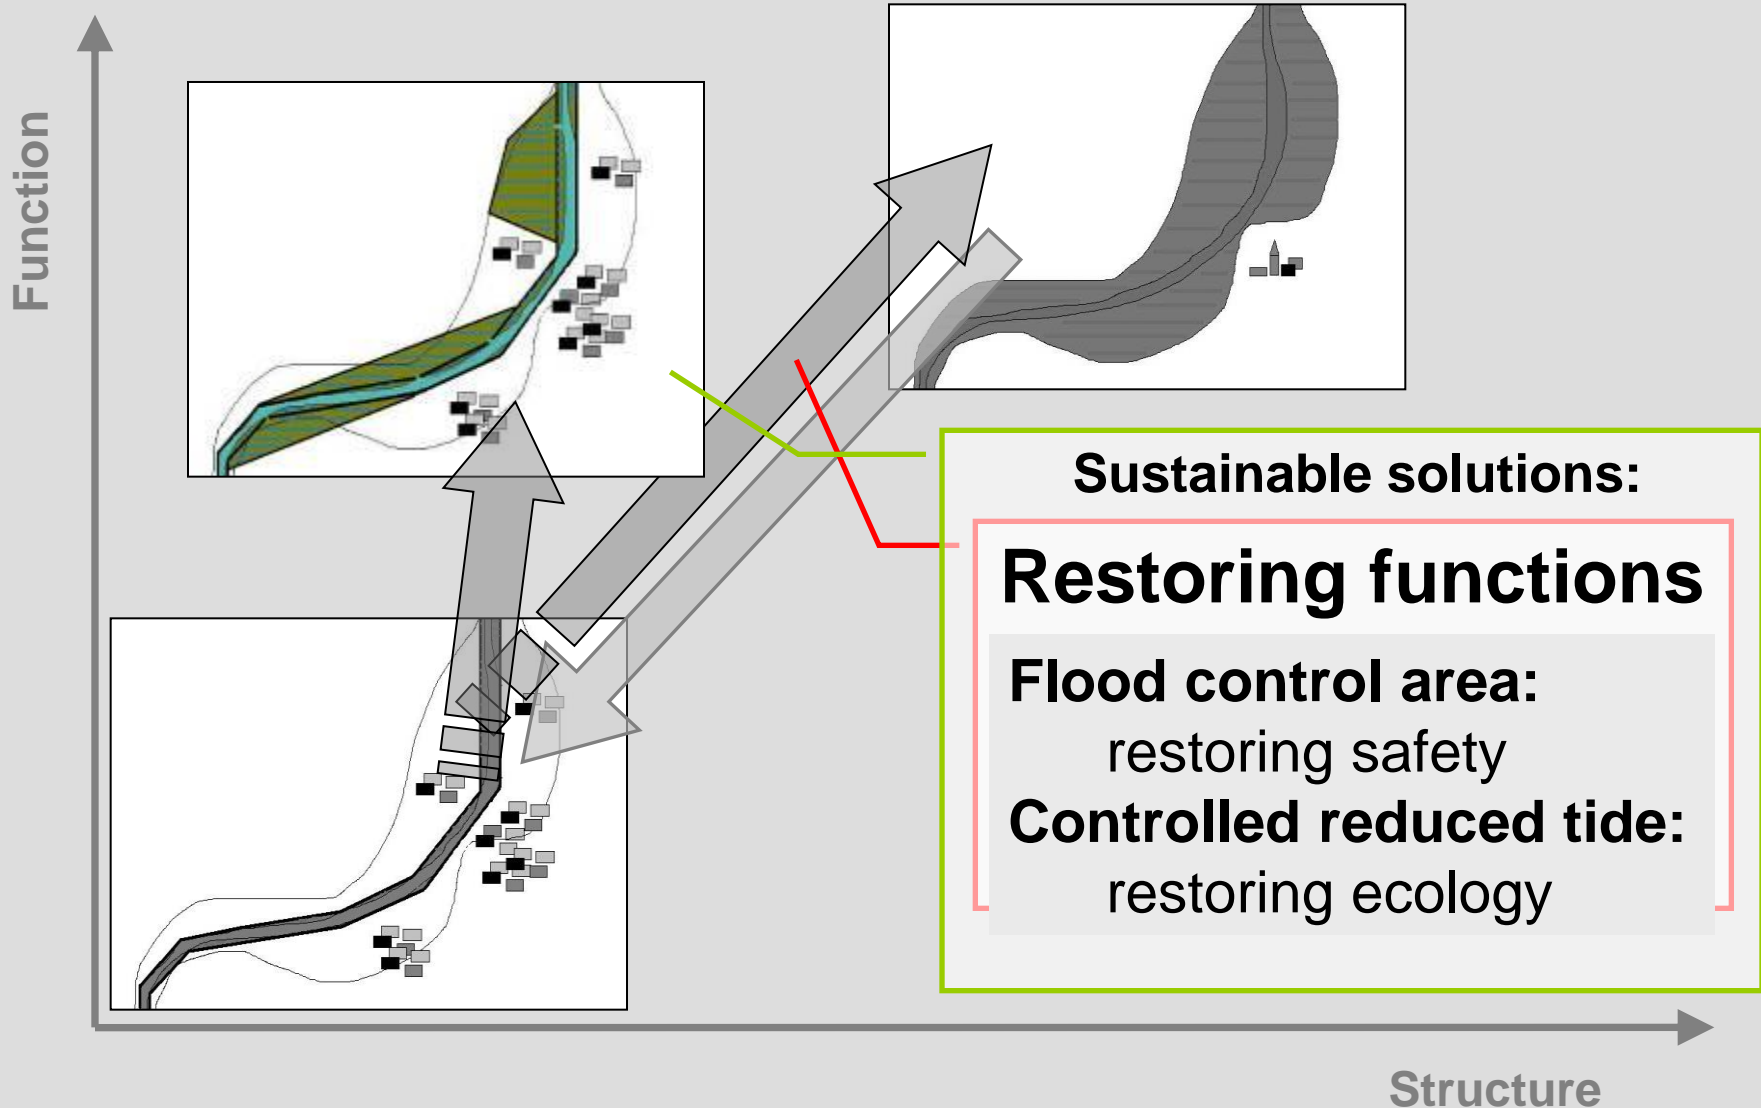 Function
Sustainable solutions:
Restoring functions
Flood control area:
restoring safety
Controlled reduced tide:
restoring ecology
Structure